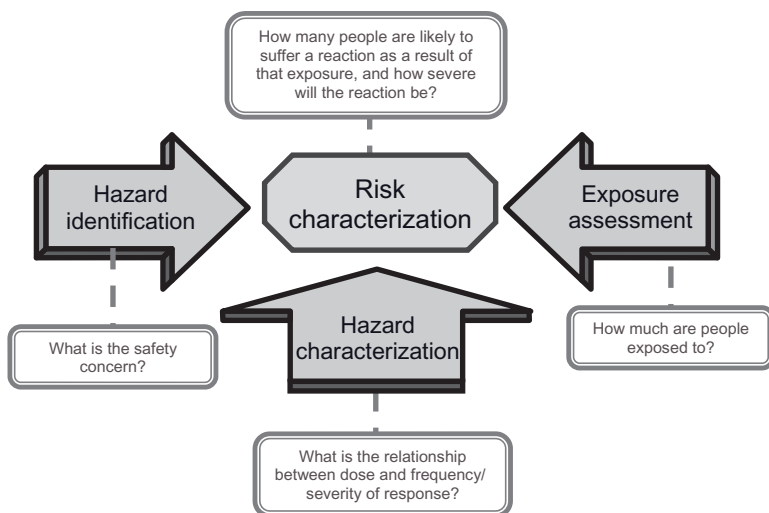 How many people are likely to
suffer a reaction as a result of
that exposure, and how severe
will the reaction be?
Hazard
identification
Risk
characterization
Exposure
assessment
What is the safety
concern?
Hazard
characterization
How much are people
exposed to?
What is the relationship
between dose and frequency/
severity of response?